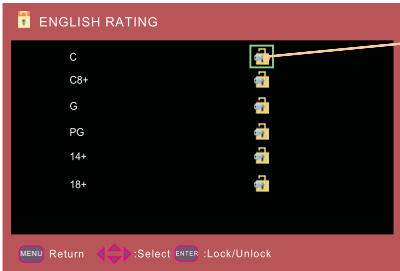 ENGLISH RATING
C
C8+
G
PG
14+
18+
MENU Return :Select ENTER :Lock/Unlock